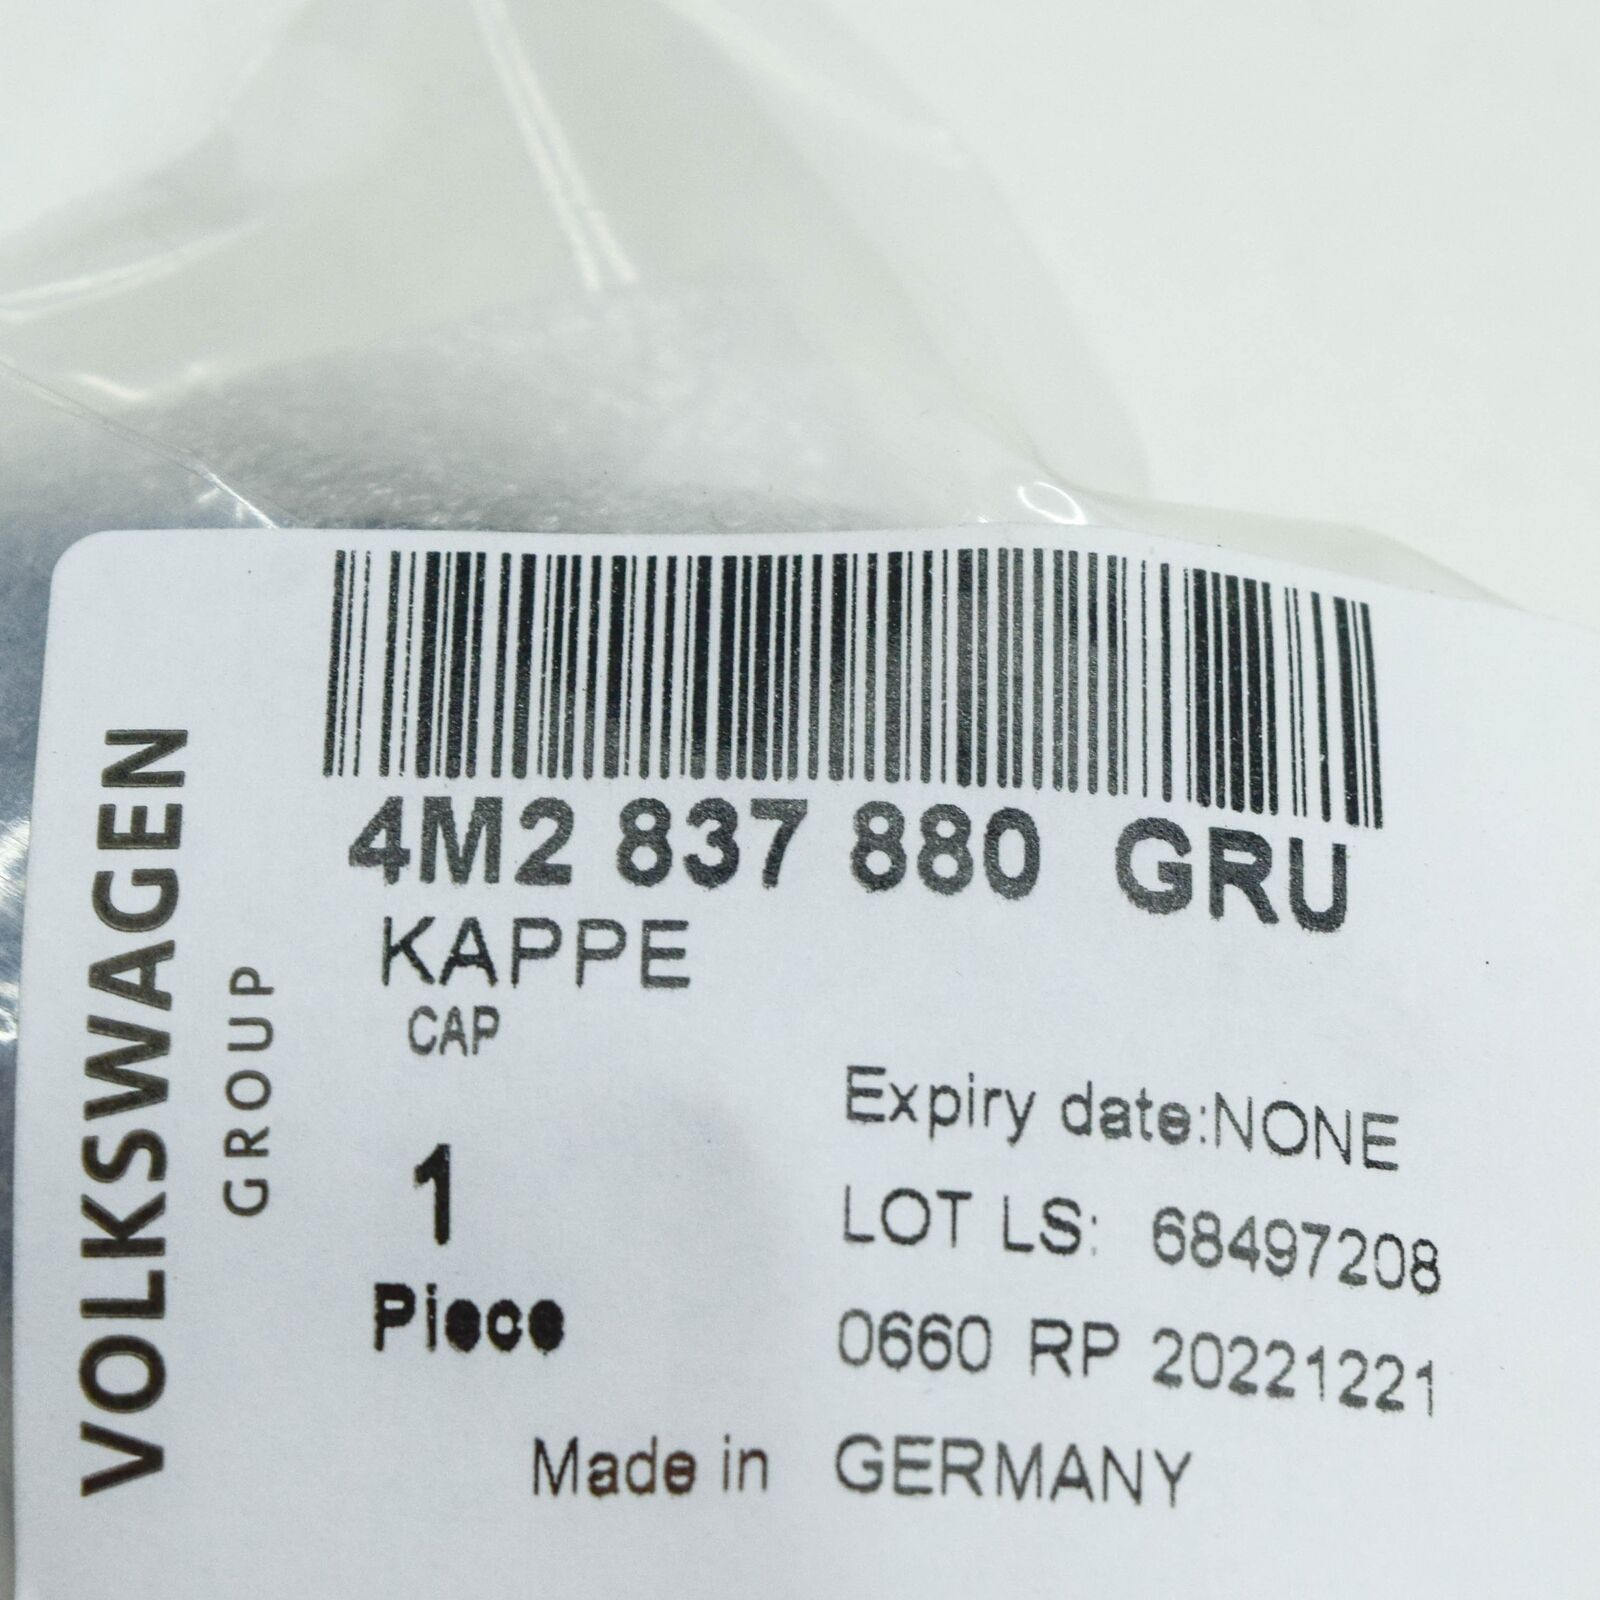 VOLKSWAGEN
GROUP
4M2 837 880 GRU
KAPPE
CAP
1
Piece
Expiry date:NONE
LOT LS: 68497208
0660 RP 20221221
Made in GERMANY